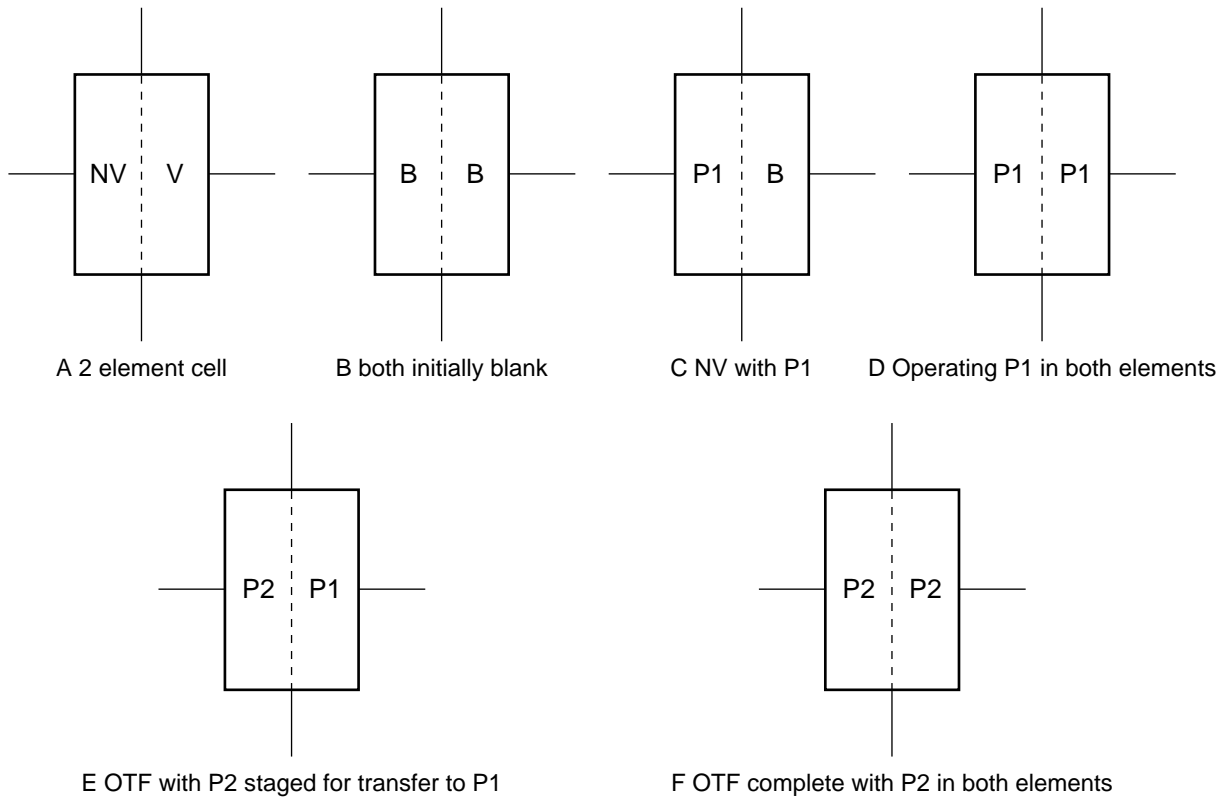 NV V
B B
P1 B
P1 P1
A 2 element cell
B both initially blank
C NV with P1
D Operating P1 in both elements
P2 P1
P2 P2
E OTF with P2 staged for transfer to P1
F OTF complete with P2 in both elements